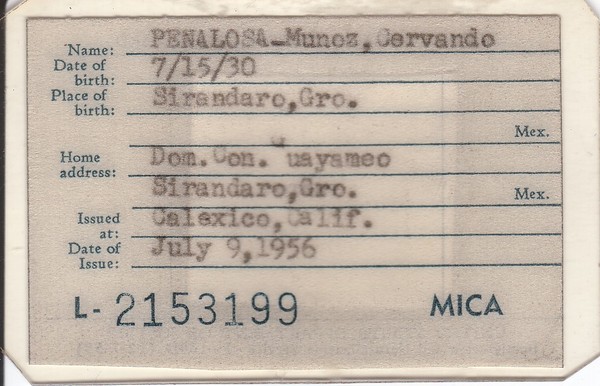 Name: PENALOSA-Munoz,Cervando
Date of birth: 7/15/30
Place of birth: Sirandaro,Gro.
Mex.
Home address: Dom.Con. Guayameo
Sirandaro,Gro. Mex.
Issued at: Calexico,Calif.
Date of Issue: July 9,1956
L-2153199 MICA